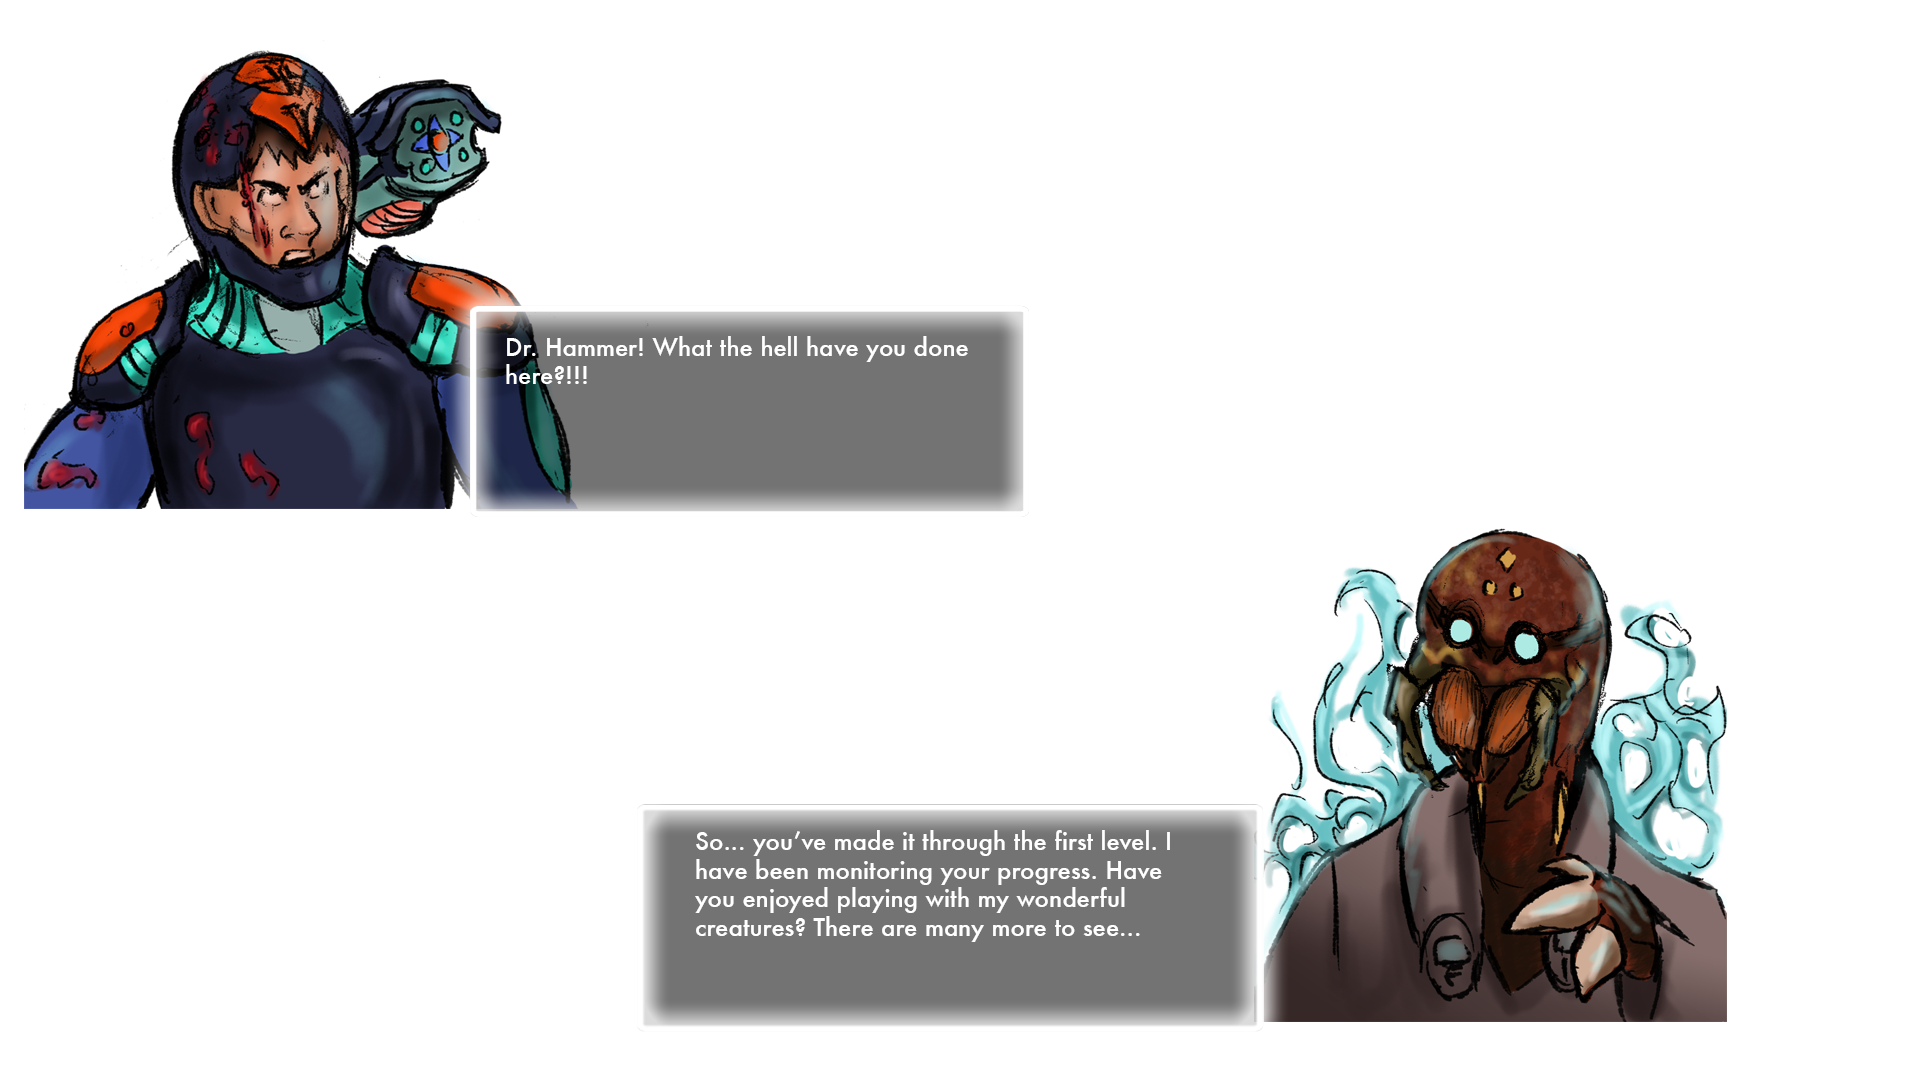 Dr. Hammer! What the hell have you done
here?!!!
So... you’ve made it through the first level. I
have been monitoring your progress. Have
you enjoyed playing with my wonderful
creatures? There are many more to see...